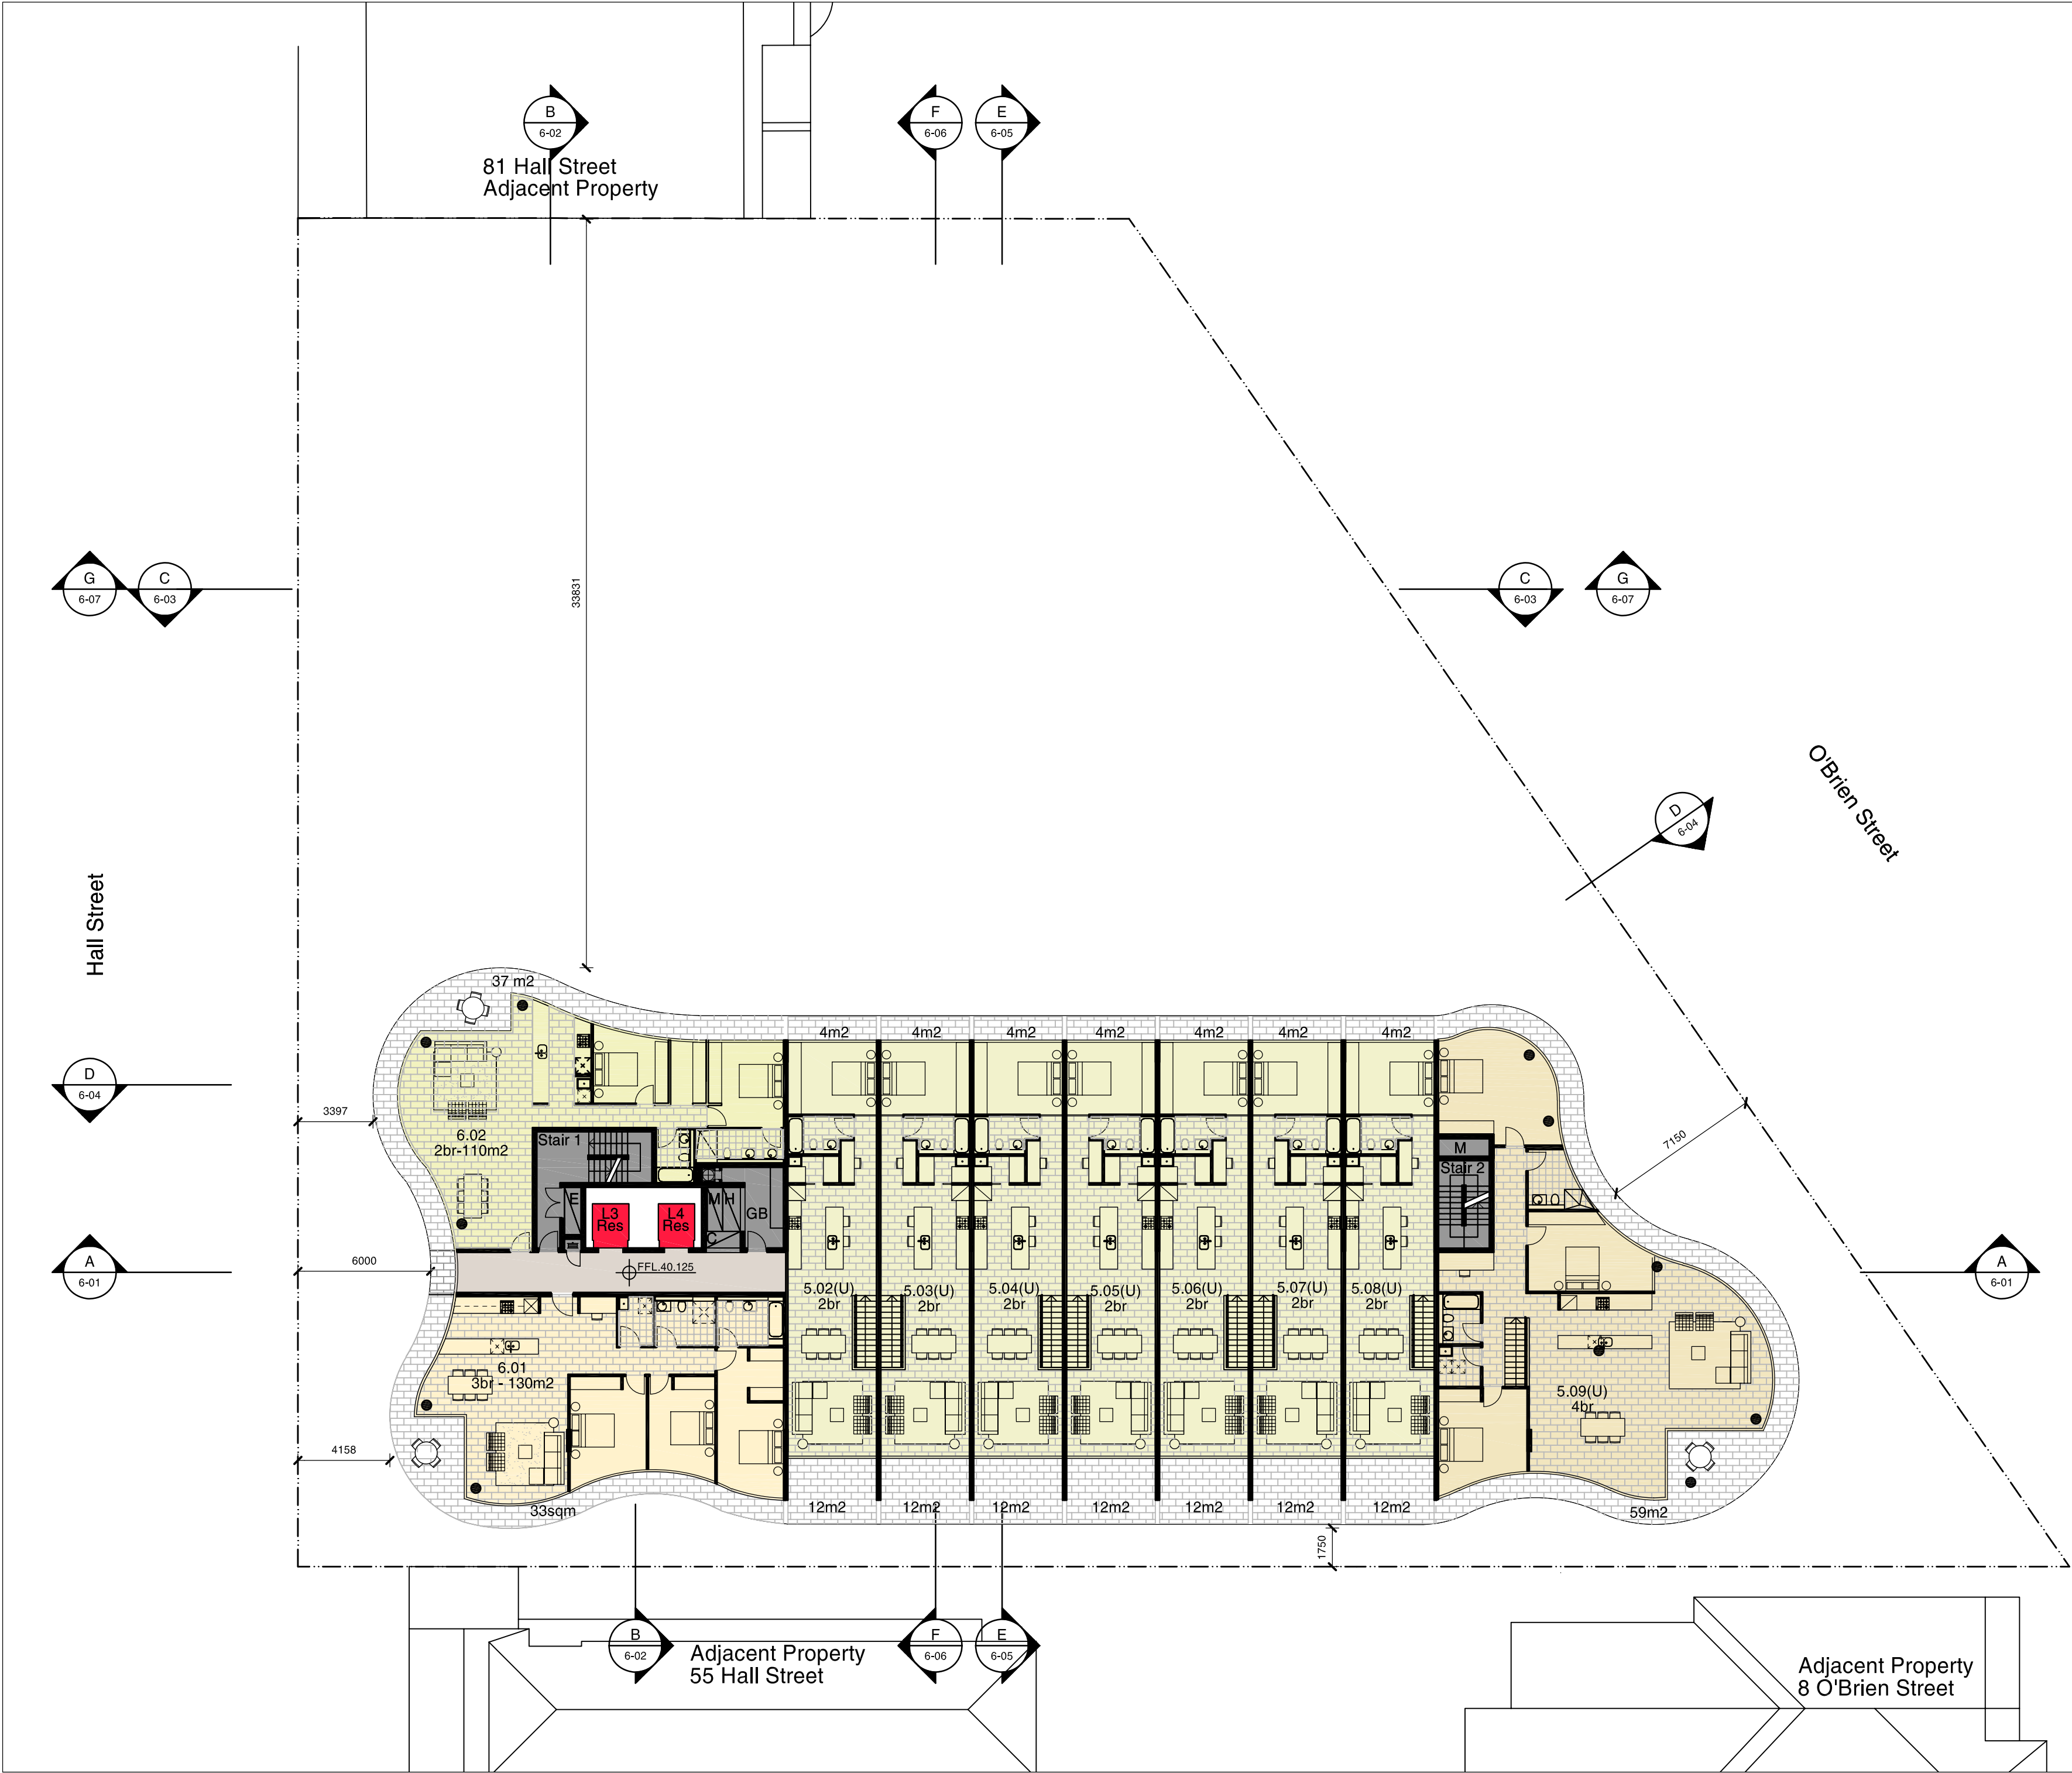 B
6-02
F
6-06
E
6-05
81 Hall Street
Adjacent Property
G
6-07
C
6-03
33831
C
6-03
G
6-07
O'Brien Street
D
6-04
Hall Street
37 m2
4m2
4m2
4m2
4m2
4m2
4m2
4m2
D
6-04
3397
6.02
2br-110m2
Stair 1
M
Stair 2
7150
E
L3
Res
L4
Res
M H
GB
C
A
6-01
6000
FFL.40.125
A
6-01
5.02(U)
2br
5.03(U)
2br
5.04(U)
2br
5.05(U)
2br
5.06(U)
2br
5.07(U)
2br
5.08(U)
2br
6.01
3br - 130m2
5.09(U)
4br
4158
33sqm
12m2
12m2
12m2
12m2
12m2
12m2
12m2
59m2
1750
B
6-02
Adjacent Property
55 Hall Street
F
6-06
E
6-05
Adjacent Property
8 O'Brien Street